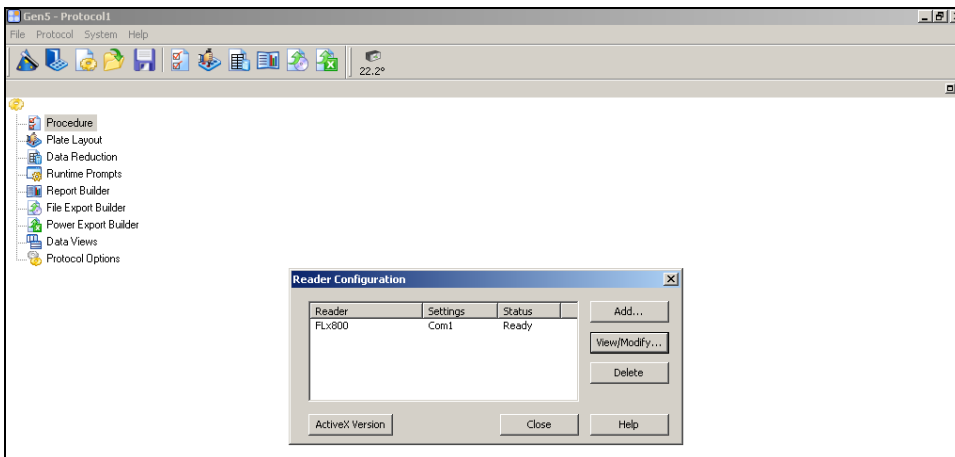 Gen5 - Protocol1
File Protocol System Help
22.2°
Procedure
Plate Layout
Data Reduction
Runtime Prompts
Report Builder
File Export Builder
Power Export Builder
Data Views
Protocol Options
Reader Configuration
Reader Settings Status
FLx800 Com1 Ready
Add...
View/Modify...
Delete
ActiveX Version Close Help